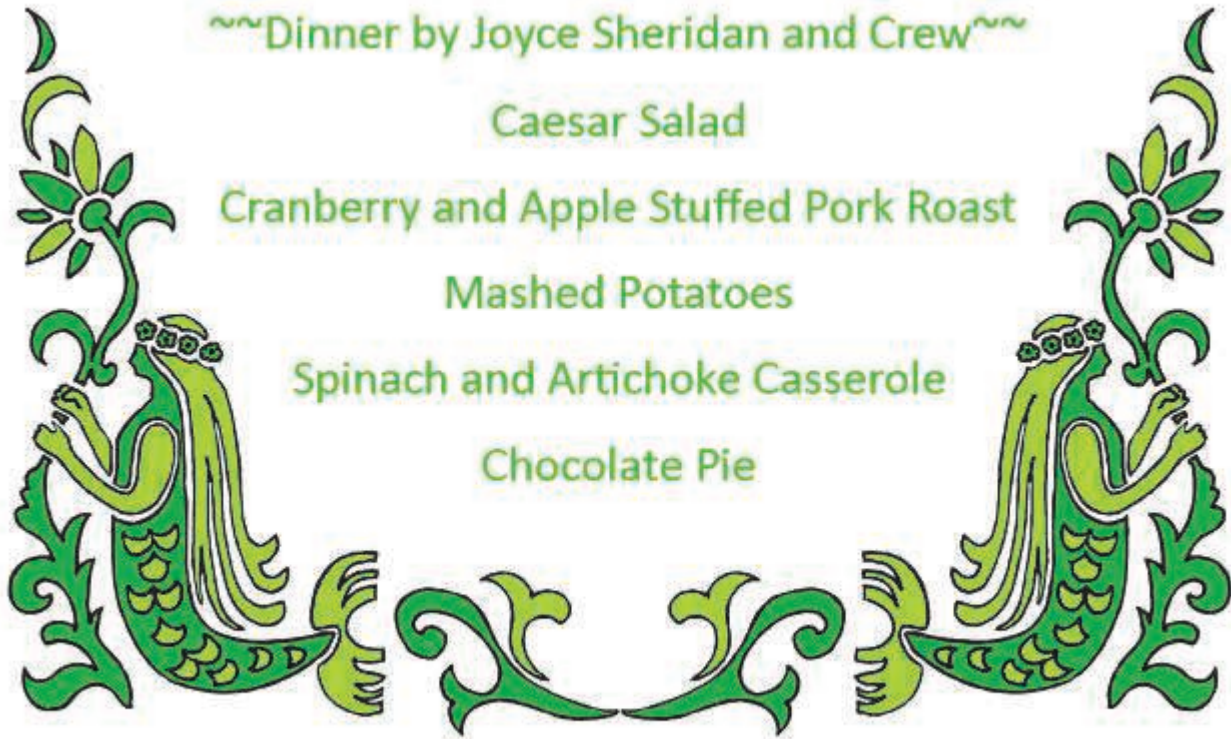 ~~Dinner by Joyce Sheridan and Crew~~
Caesar Salad
Cranberry and Apple Stuffed Pork Roast
Mashed Potatoes
Spinach and Artichoke Casserole
Chocolate Pie